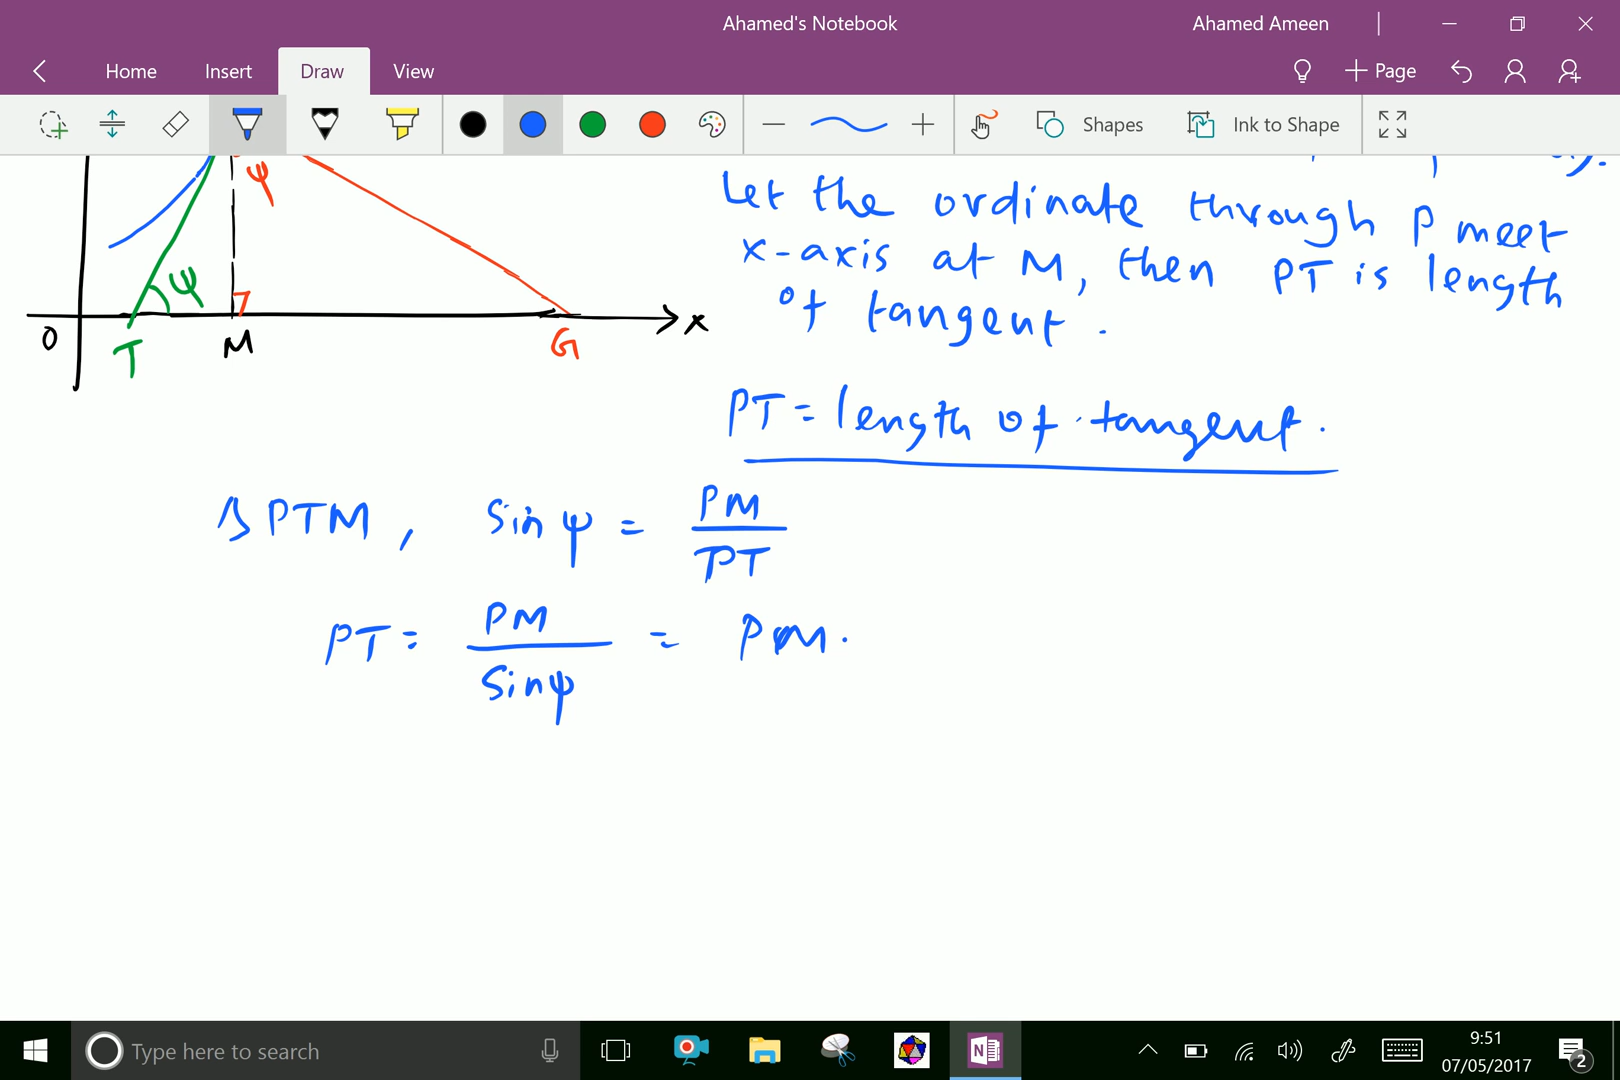 Ahamed's Notebook
Ahamed Ameen
Home Insert Draw View
Page
Shapes
Ink to Shape
ψ
Let the ordinate through P meet
x-axis at M, then PT is length
of tangent.
ψ
O
T
M
G
x
PT = length of tangent.
Δ PTM, Sin ψ = PM
PT
PT = PM = PM.
Sinψ
Type here to search
9:51
07/05/2017
2